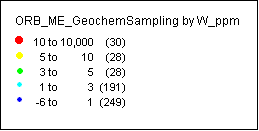 ORB_ME_GeochemSampling by W_ppm
10 to 10,000 (30)
5 to 10 (28)
3 to 5 (28)
1 to 3 (191)
-6 to 1 (249)